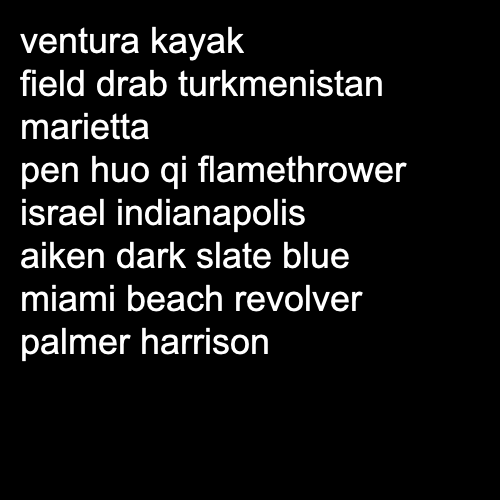 ventura kayak
field drab turkmenistan
marietta
pen huo qi flamethrower
israel indianapolis
aiken dark slate blue
miami beach revolver
palmer harrison